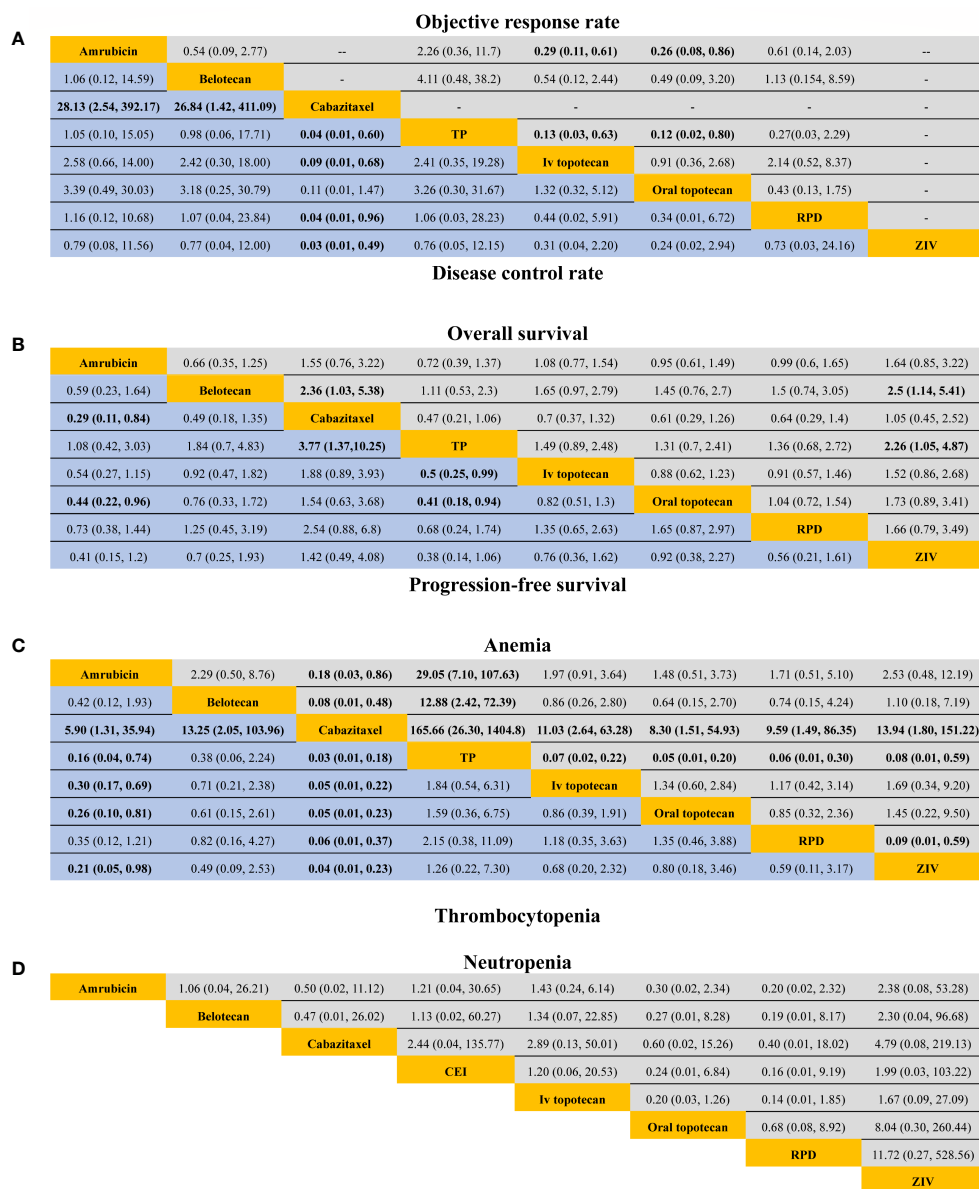 Objective response rate
A
Amrubicin 0.54 (0.09, 2.77) -- 2.26 (0.36, 11.7) 0.29 (0.11, 0.61) 0.26 (0.08, 0.86) 0.61 (0.14, 2.03) --
1.06 (0.12, 14.59) Belotecan - 4.11 (0.48, 38.2) 0.54 (0.12, 2.44) 0.49 (0.09, 3.20) 1.13 (0.154, 8.59) -
28.13 (2.54, 392.17) 26.84 (1.42, 411.09) Cabazitaxel - - - - -
1.05 (0.10, 15.05) 0.98 (0.06, 17.71) 0.04 (0.01, 0.60) TP 0.13 (0.03, 0.63) 0.12 (0.02, 0.80) 0.27(0.03, 2.29) -
2.58 (0.66, 14.00) 2.42 (0.30, 18.00) 0.09 (0.01, 0.68) 2.41 (0.35, 19.28) Iv topotecan 0.91 (0.36, 2.68) 2.14 (0.52, 8.37) -
3.39 (0.49, 30.03) 3.18 (0.25, 30.79) 0.11 (0.01, 1.47) 3.26 (0.30, 31.67) 1.32 (0.32, 5.12) Oral topotecan 0.43 (0.13, 1.75) -
1.16 (0.12, 10.68) 1.07 (0.04, 23.84) 0.04 (0.01, 0.96) 1.06 (0.03, 28.23) 0.44 (0.02, 5.91) 0.34 (0.01, 6.72) RPD -
0.79 (0.08, 11.56) 0.77 (0.04, 12.00) 0.03 (0.01, 0.49) 0.76 (0.05, 12.15) 0.31 (0.04, 2.20) 0.24 (0.02, 2.94) 0.73 (0.03, 24.16) ZIV
Disease control rate
Overall survival
B
Amrubicin 0.66 (0.35, 1.25) 1.55 (0.76, 3.22) 0.72 (0.39, 1.37) 1.08 (0.77, 1.54) 0.95 (0.61, 1.49) 0.99 (0.6, 1.65) 1.64 (0.85, 3.22)
0.59 (0.23, 1.64) Belotecan 2.36 (1.03, 5.38) 1.11 (0.53, 2.3) 1.65 (0.97, 2.79) 1.45 (0.76, 2.7) 1.5 (0.74, 3.05) 2.5 (1.14, 5.41)
0.29 (0.11, 0.84) 0.49 (0.18, 1.35) Cabazitaxel 0.47 (0.21, 1.06) 0.7 (0.37, 1.32) 0.61 (0.29, 1.26) 0.64 (0.29, 1.4) 1.05 (0.45, 2.52)
1.08 (0.42, 3.03) 1.84 (0.7, 4.83) 3.77 (1.37,10.25) TP 1.49 (0.89, 2.48) 1.31 (0.7, 2.41) 1.36 (0.68, 2.72) 2.26 (1.05, 4.87)
0.54 (0.27, 1.15) 0.92 (0.47, 1.82) 1.88 (0.89, 3.93) 0.5 (0.25, 0.99) Iv topotecan 0.88 (0.62, 1.23) 0.91 (0.57, 1.46) 1.52 (0.86, 2.68)
0.44 (0.22, 0.96) 0.76 (0.33, 1.72) 1.54 (0.63, 3.68) 0.41 (0.18, 0.94) 0.82 (0.51, 1.3) Oral topotecan 1.04 (0.72, 1.54) 1.73 (0.89, 3.41)
0.73 (0.38, 1.44) 1.25 (0.45, 3.19) 2.54 (0.88, 6.8) 0.68 (0.24, 1.74) 1.35 (0.65, 2.63) 1.65 (0.87, 2.97) RPD 1.66 (0.79, 3.49)
0.41 (0.15, 1.2) 0.7 (0.25, 1.93) 1.42 (0.49, 4.08) 0.38 (0.14, 1.06) 0.76 (0.36, 1.62) 0.92 (0.38, 2.27) 0.56 (0.21, 1.61) ZIV
Progression-free survival
Anemia
C
Amrubicin 2.29 (0.50, 8.76) 0.18 (0.03, 0.86) 29.05 (7.10, 107.63) 1.97 (0.91, 3.64) 1.48 (0.51, 3.73) 1.71 (0.51, 5.10) 2.53 (0.48, 12.19)
0.42 (0.12, 1.93) Belotecan 0.08 (0.01, 0.48) 12.88 (2.42, 72.39) 0.86 (0.26, 2.80) 0.64 (0.15, 2.70) 0.74 (0.15, 4.24) 1.10 (0.18, 7.19)
5.90 (1.31, 35.94) 13.25 (2.05, 103.96) Cabazitaxel 165.66 (26.30, 1404.8) 11.03 (2.64, 63.28) 8.30 (1.51, 54.93) 9.59 (1.49, 86.35) 13.94 (1.80, 151.22)
0.16 (0.04, 0.74) 0.38 (0.06, 2.24) 0.03 (0.01, 0.18) TP 0.07 (0.02, 0.22) 0.05 (0.01, 0.20) 0.06 (0.01, 0.30) 0.08 (0.01, 0.59)
0.30 (0.17, 0.69) 0.71 (0.21, 2.38) 0.05 (0.01, 0.22) 1.84 (0.54, 6.31) Iv topotecan 1.34 (0.60, 2.84) 1.17 (0.42, 3.14) 1.69 (0.34, 9.20)
0.26 (0.10, 0.81) 0.61 (0.15, 2.61) 0.05 (0.01, 0.23) 1.59 (0.36, 6.75) 0.86 (0.39, 1.91) Oral topotecan 0.85 (0.32, 2.36) 1.45 (0.22, 9.50)
0.35 (0.12, 1.21) 0.82 (0.16, 4.27) 0.06 (0.01, 0.37) 2.15 (0.38, 11.09) 1.18 (0.35, 3.63) 1.35 (0.46, 3.88) RPD 0.09 (0.01, 0.59)
0.21 (0.05, 0.98) 0.49 (0.09, 2.53) 0.04 (0.01, 0.23) 1.26 (0.22, 7.30) 0.68 (0.20, 2.32) 0.80 (0.18, 3.46) 0.59 (0.11, 3.17) ZIV
Thrombocytopenia
Neutropenia
D
Amrubicin 1.06 (0.04, 26.21) 0.50 (0.02, 11.12) 1.21 (0.04, 30.65) 1.43 (0.24, 6.14) 0.30 (0.02, 2.34) 0.20 (0.02, 2.32) 2.38 (0.08, 53.28)
Belotecan 0.47 (0.01, 26.02) 1.13 (0.02, 60.27) 1.34 (0.07, 22.85) 0.27 (0.01, 8.28) 0.19 (0.01, 8.17) 2.30 (0.04, 96.68)
Cabazitaxel 2.44 (0.04, 135.77) 2.89 (0.13, 50.01) 0.60 (0.02, 15.26) 0.40 (0.01, 18.02) 4.79 (0.08, 219.13)
CEI 1.20 (0.06, 20.53) 0.24 (0.01, 6.84) 0.16 (0.01, 9.19) 1.99 (0.03, 103.22)
Iv topotecan 0.20 (0.03, 1.26) 0.14 (0.01, 1.85) 1.67 (0.09, 27.09)
Oral topotecan 0.68 (0.08, 8.92) 8.04 (0.30, 260.44)
RPD 11.72 (0.27, 528.56)
ZIV